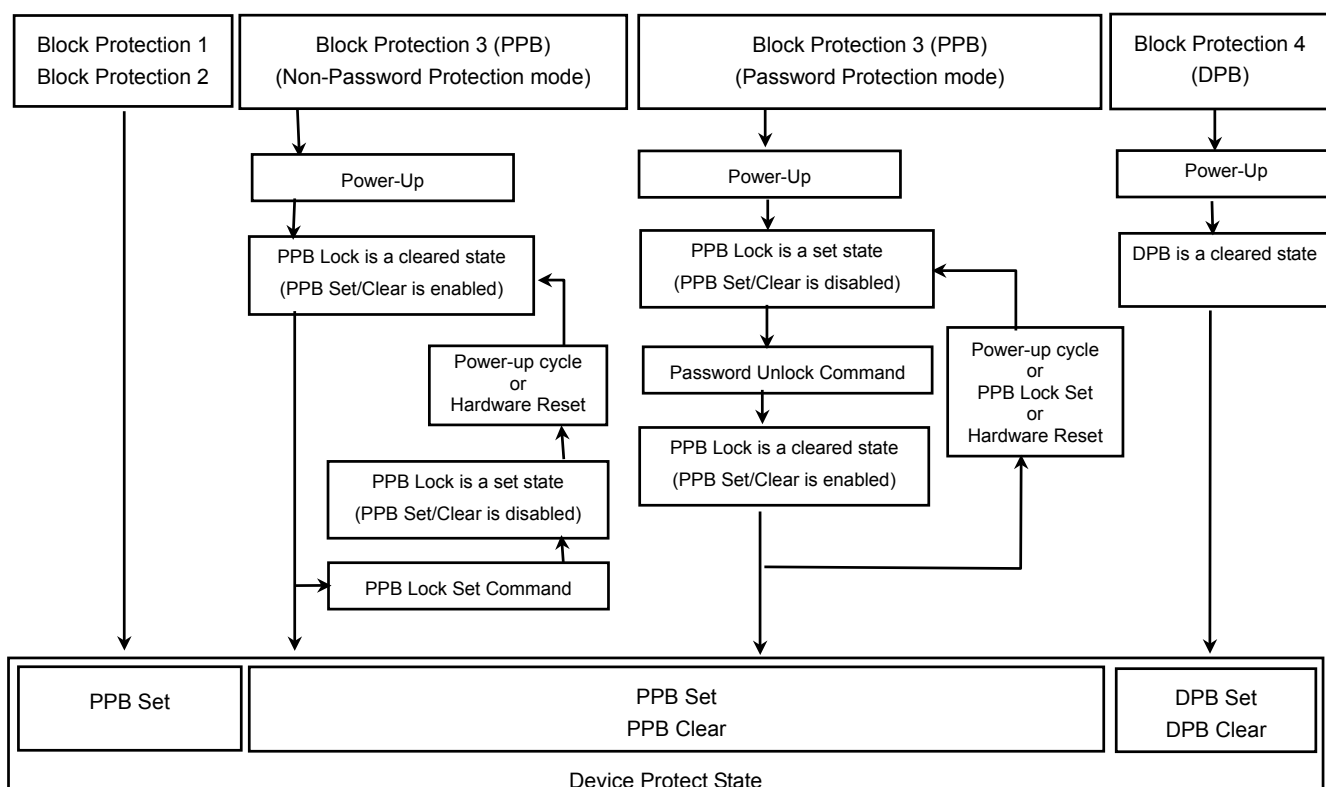 Block Protection 1
Block Protection 2
Block Protection 3 (PPB)
(Non-Password Protection mode)
Block Protection 3 (PPB)
(Password Protection mode)
Block Protection 4
(DPB)
Power-Up
Power-Up
Power-Up
PPB Lock is a cleared state
(PPB Set/Clear is enabled)
PPB Lock is a set state
(PPB Set/Clear is disabled)
DPB is a cleared state
Power-up cycle
or
Hardware Reset
Password Unlock Command
Power-up cycle
or
PPB Lock Set
or
Hardware Reset
PPB Lock is a set state
(PPB Set/Clear is disabled)
PPB Lock is a cleared state
(PPB Set/Clear is enabled)
PPB Lock Set Command
PPB Set
PPB Set
PPB Clear
DPB Set
DPB Clear
Device Protect State